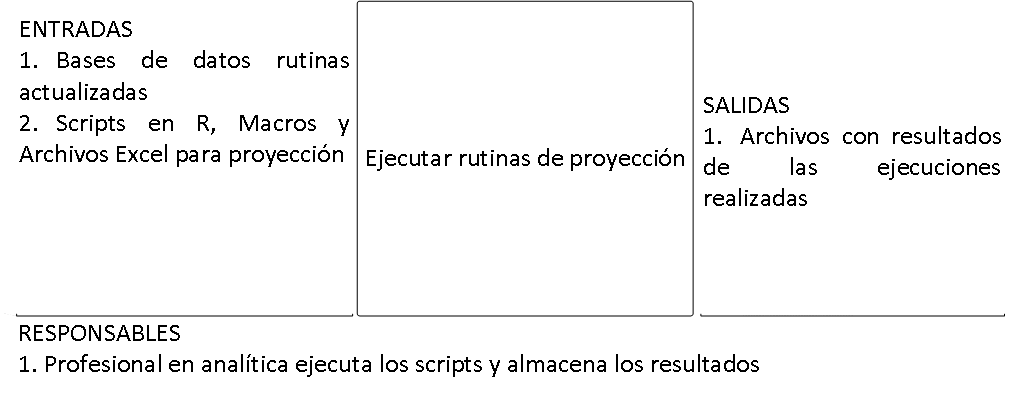 ENTRADAS
1. Bases de datos rutinas
actualizadas
2. Scripts en R, Macros y
Archivos Excel para proyección
Ejecutar rutinas de proyección
SALIDAS
1. Archivos con resultados
de las ejecuciones
realizadas
RESPONSABLES
1. Profesional en analítica ejecuta los scripts y almacena los resultados